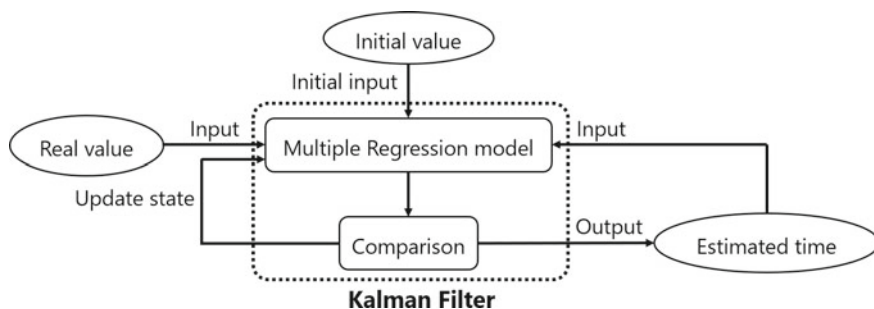 Initial value
Initial input
Real value
Input
Multiple Regression model
Input
Update state
Comparison
Output
Estimated time
Kalman Filter